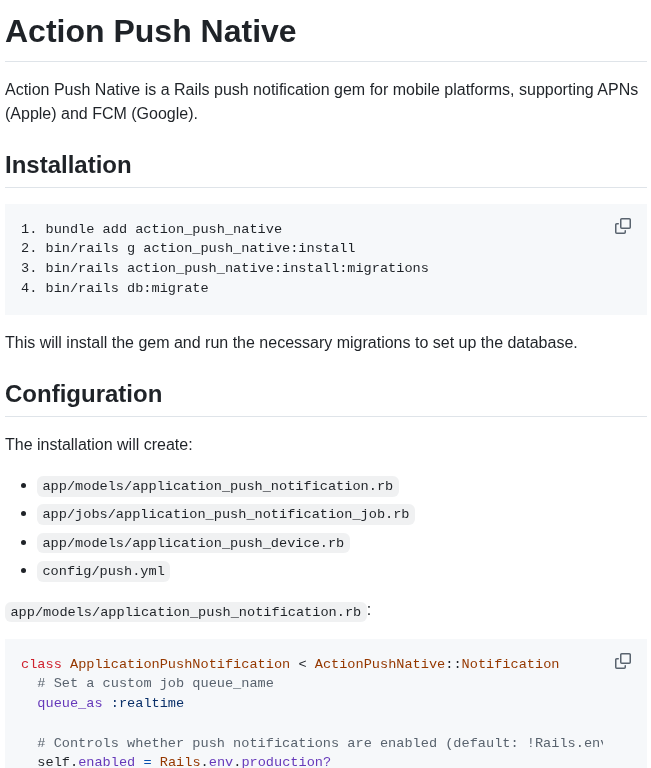 Action Push Native
Action Push Native is a Rails push notification gem for mobile platforms, supporting APNs
(Apple) and FCM (Google).
Installation
1. bundle add action_push_native
2. bin/rails g action_push_native:install
3. bin/rails action_push_native:install:migrations
4. bin/rails db:migrate
This will install the gem and run the necessary migrations to set up the database.
Configuration
The installation will create:
• app/models/application_push_notification.rb
• app/jobs/application_push_notification_job.rb
• app/models/application_push_device.rb
• config/push.yml
app/models/application_push_notification.rb:
class ApplicationPushNotification < ActionPushNative::Notification
  # Set a custom job queue_name
  queue_as :realtime
  # Controls whether push notifications are enabled (default: !Rails.env
  self.enabled = Rails.env.production?